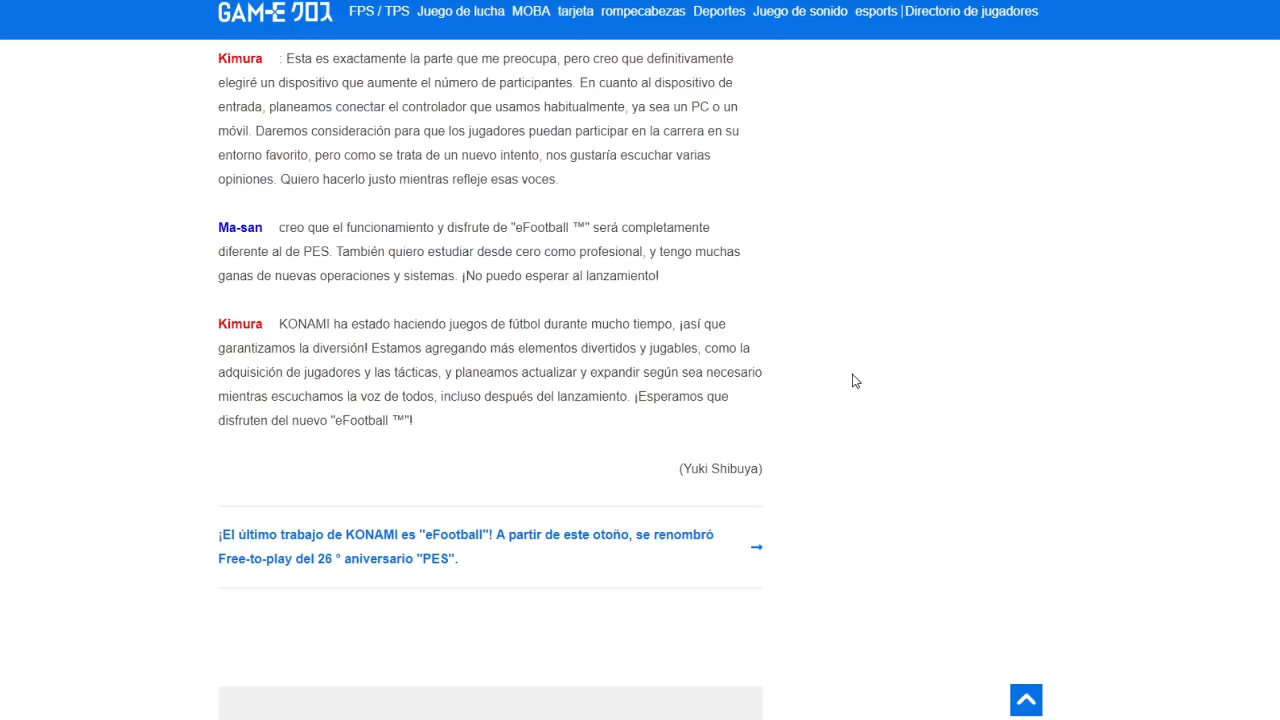 GAM-E クロス FPS / TPS Juego de lucha MOBA tarjeta rompecabezas Deportes Juego de sonido esports | Directorio de jugadores
Kimura : Esta es exactamente la parte que me preocupa, pero creo que definitivamente
elegiré un dispositivo que aumente el número de participantes. En cuanto al dispositivo de
entrada, planeamos conectar el controlador que usamos habitualmente, ya sea un PC o un
móvil. Daremos consideración para que los jugadores puedan participar en la carrera en su
entorno favorito, pero como se trata de un nuevo intento, nos gustaría escuchar varias
opiniones. Quiero hacerlo justo mientras refleje esas voces.
Ma-san creo que el funcionamiento y disfrute de "eFootball ™" será completamente
diferente al de PES. También quiero estudiar desde cero como profesional, y tengo muchas
ganas de nuevas operaciones y sistemas. ¡No puedo esperar al lanzamiento!
Kimura KONAMI ha estado haciendo juegos de fútbol durante mucho tiempo, ¡así que
garantizamos la diversión! Estamos agregando más elementos divertidos y jugables, como la
adquisición de jugadores y las tácticas, y planeamos actualizar y expandir según sea necesario
mientras escuchamos la voz de todos, incluso después del lanzamiento. ¡Esperamos que
disfruten del nuevo "eFootball ™"!
(Yuki Shibuya)
¡El último trabajo de KONAMI es "eFootball"! A partir de este otoño, se renombró
Free-to-play del 26 ° aniversario "PES".